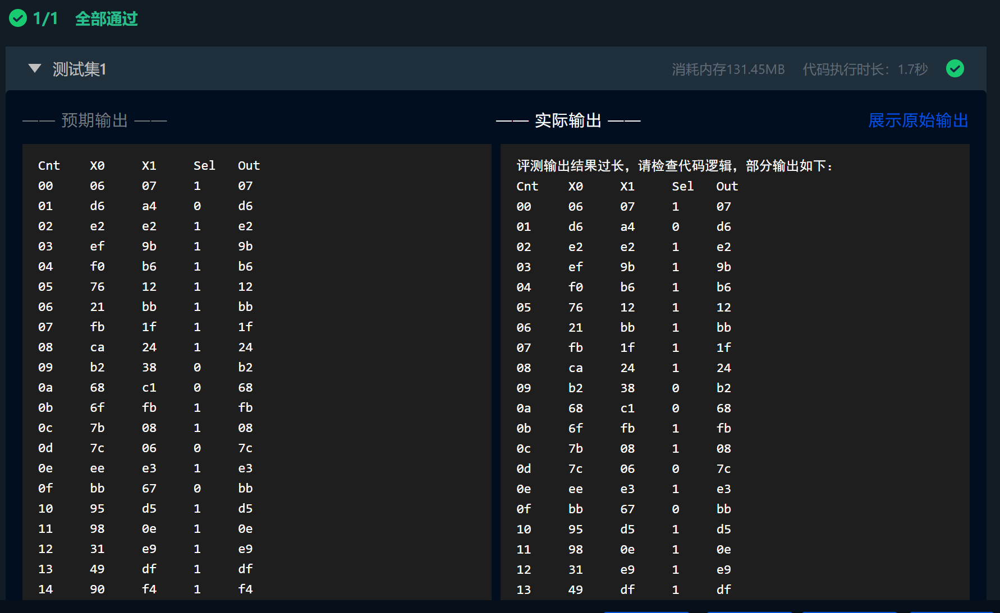 1/1 全部通过
测试集1 消耗内存131.45MB 代码执行时长：1.7秒
—— 预期输出 ——
Cnt X0 X1 Sel Out
00 06 07 1 07
01 d6 a4 0 d6
02 e2 e2 1 e2
03 ef 9b 1 9b
04 f0 b6 1 b6
05 76 12 1 12
06 21 bb 1 bb
07 fb 1f 1 1f
08 ca 24 1 24
09 b2 38 0 b2
0a 68 c1 0 68
0b 6f fb 1 fb
0c 7b 08 1 08
0d 7c 06 0 7c
0e ee e3 1 e3
0f bb 67 0 bb
10 95 d5 1 d5
11 98 0e 1 0e
12 31 e9 1 e9
13 49 df 1 df
14 90 f4 1 f4
—— 实际输出 —— 展示原始输出
评测输出结果过长，请检查代码逻辑，部分输出如下：
Cnt X0 X1 Sel Out
00 06 07 1 07
01 d6 a4 0 d6
02 e2 e2 1 e2
03 ef 9b 1 9b
04 f0 b6 1 b6
05 76 12 1 12
06 21 bb 1 bb
07 fb 1f 1 1f
08 ca 24 1 24
09 b2 38 0 b2
0a 68 c1 0 68
0b 6f fb 1 fb
0c 7b 08 1 08
0d 7c 06 0 7c
0e ee e3 1 e3
0f bb 67 0 bb
10 95 d5 1 d5
11 98 0e 1 0e
12 31 e9 1 e9
13 49 df 1 df